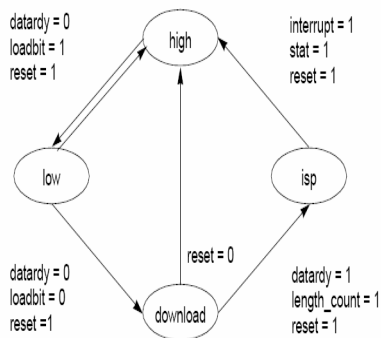 datardy = 0
loadbit = 1
reset = 1
high
interrupt = 1
stat = 1
reset = 1
low
isp
reset = 0
datardy = 0
loadbit = 0
reset =1
download
datardy = 1
length_count = 1
reset = 1